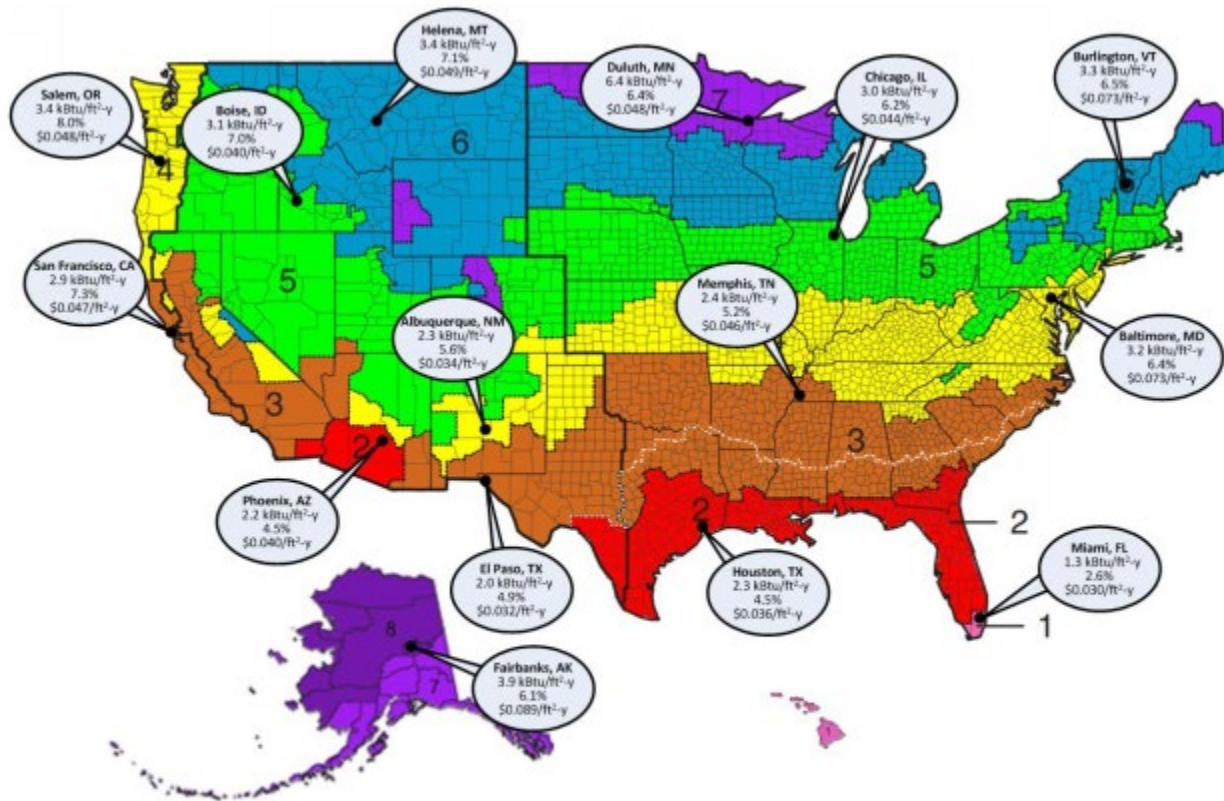 Helena, MT
3.4 kBtu/ft²-y
7.1%
$0.049/ft²-y
Duluth, MN
6.4 kBtu/ft²-y
6.4%
$0.048/ft²-y
Chicago, IL
3.0 kBtu/ft²-y
6.2%
$0.044/ft²-y
Burlington, VT
3.3 kBtu/ft²-y
6.5%
$0.073/ft²-y
Salem, OR
3.4 kBtu/ft²-y
8.0%
$0.048/ft²-y
Boise, ID
3.1 kBtu/ft²-y
7.0%
$0.040/ft²-y
7
6
4
San Francisco, CA
2.9 kBtu/ft²-y
7.3%
$0.047/ft²-y
5
5
Memphis, TN
2.4 kBtu/ft²-y
5.2%
$0.046/ft²-y
Albuquerque, NM
2.3 kBtu/ft²-y
5.6%
$0.034/ft²-y
Baltimore, MD
3.2 kBtu/ft²-y
6.4%
$0.073/ft²-y
3
2
3
Phoenix, AZ
2.2 kBtu/ft²-y
4.5%
$0.040/ft²-y
2
2
El Paso, TX
2.0 kBtu/ft²-y
4.9%
$0.032/ft²-y
Houston, TX
2.3 kBtu/ft²-y
4.5%
$0.036/ft²-y
Miami, FL
1.3 kBtu/ft²-y
2.6%
$0.030/ft²-y
1
8
7
Fairbanks, AK
3.9 kBtu/ft²-y
6.1%
$0.089/ft²-y
1